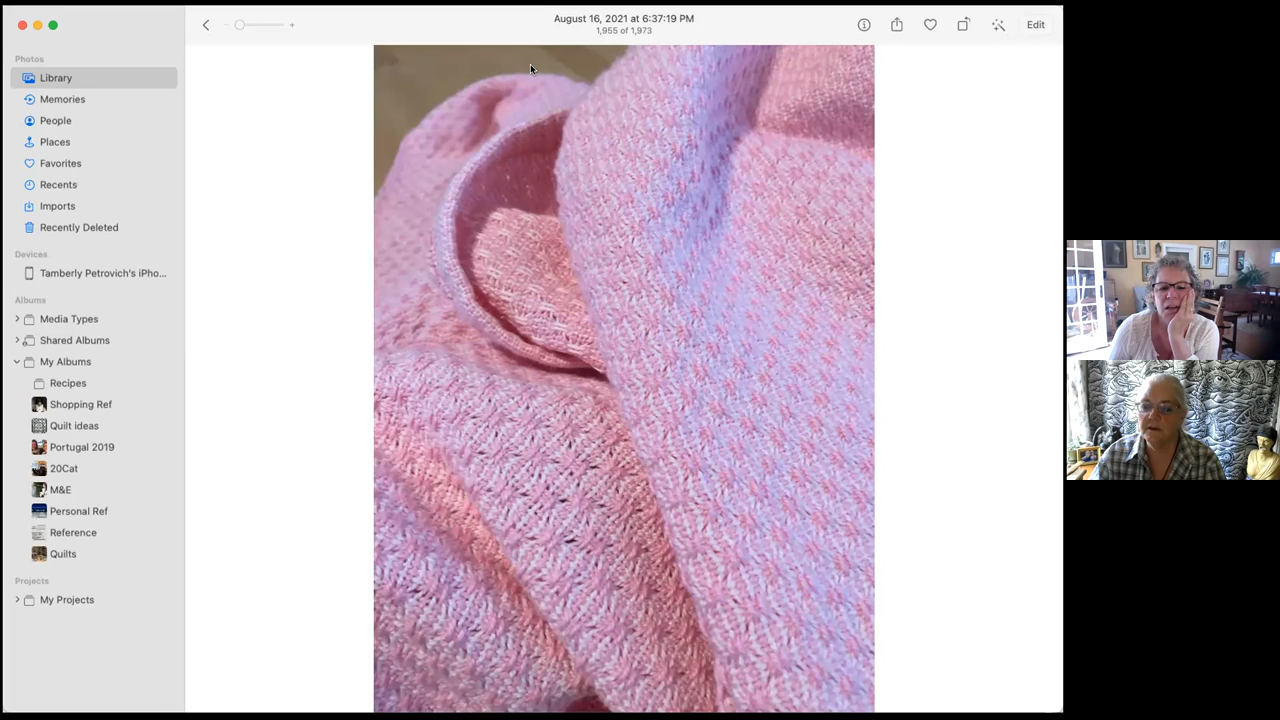 August 16, 2021 at 6:37:19 PM
1,955 of 1,973
Edit
Photos
Library
Memories
People
Places
Favorites
Recents
Imports
Recently Deleted
Devices
Tamberly Petrovich's iPho...
Albums
Media Types
Shared Albums
My Albums
Recipes
Shopping Ref
Quilt ideas
Portugal 2019
20Cat
M&E
Personal Ref
Reference
Quilts
Projects
My Projects